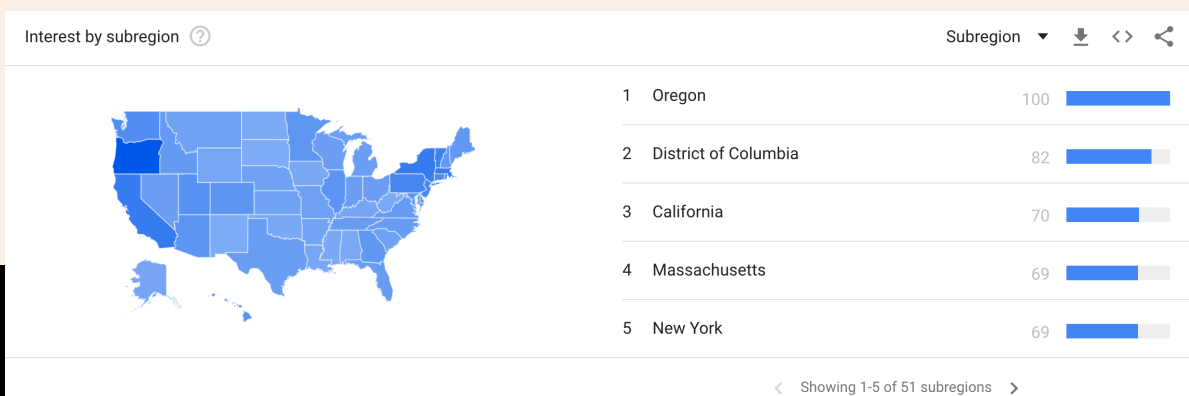 Interest by subregion ? Subregion
1 Oregon 100
2 District of Columbia 82
3 California 70
4 Massachusetts 69
5 New York 69
Showing 1-5 of 51 subregions